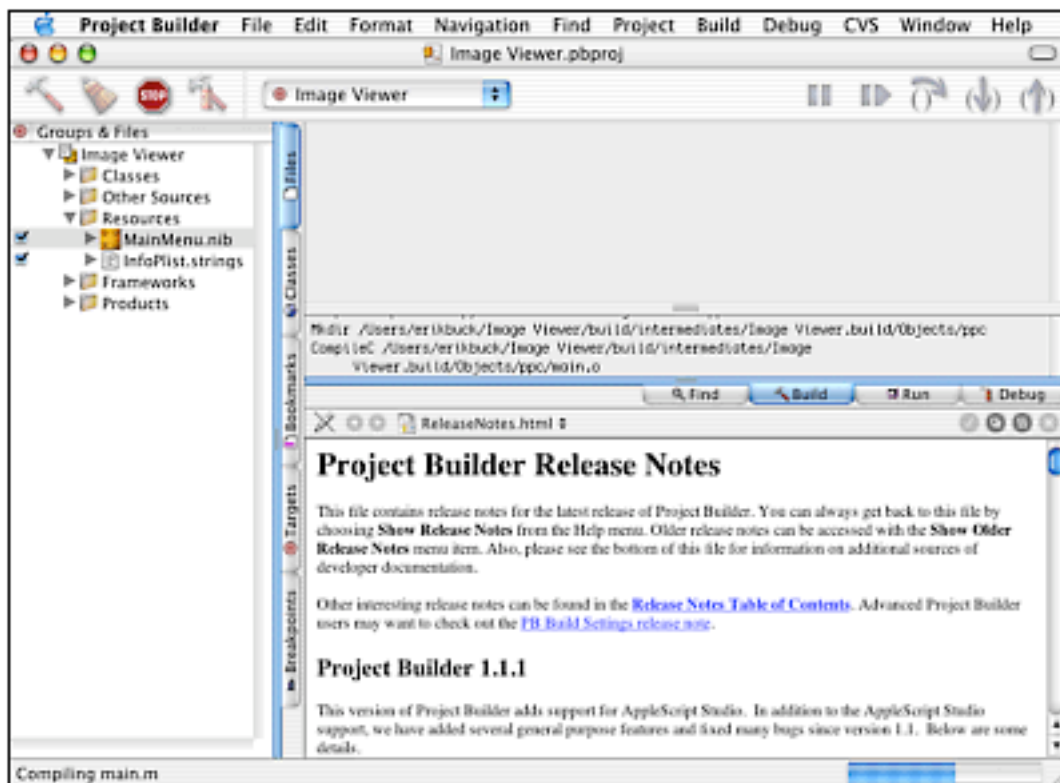 Project Builder File Edit Format Navigation Find Project Build Debug CVS Window Help
Image Viewer.pbproj
STOP
Image Viewer
Groups & Files
Image Viewer
Classes
Other Sources
Resources
MainMenu.nib
InfoPlist.strings
Frameworks
Products
Files
Classes
Bookmarks
Targets
Breakpoints
Mkdir /Users/erikbuck/Image Viewer/build/intermediates/Image Viewer.build/Objects/ppc
CompileC /Users/erikbuck/Image Viewer/build/intermediates/Image
Viewer.build/Objects/ppc/main.o
Find Build Run Debug
ReleaseNotes.html
Project Builder Release Notes
This file contains release notes for the latest release of Project Builder. You can always get back to this file by
choosing Show Release Notes from the Help menu. Older release notes can be accessed with the Show Older
Release Notes menu item. Also, please see the bottom of this file for information on additional sources of
developer documentation.
Other interesting release notes can be found in the Release Notes Table of Contents. Advanced Project Builder
users may want to check out the PB Build Settings release note.
Project Builder 1.1.1
This version of Project Builder adds support for AppleScript Studio. In addition to the AppleScript Studio
support, we have added several general purpose features and fixed many bugs since version 1.1. Below are some
details.
Compiling main.m